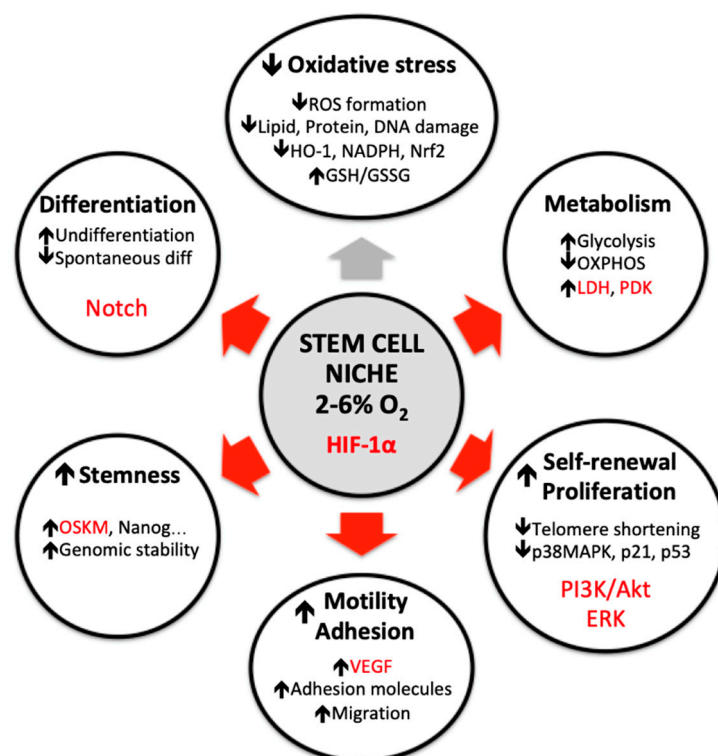 ↓ Oxidative stress
↓ROS formation
↓Lipid, Protein, DNA damage
↓HO-1, NADPH, Nrf2
↑GSH/GSSG
Differentiation
↑Undifferentiation
↓Spontaneous diff
Notch
Metabolism
↑Glycolysis
↓OXPHOS
↑LDH, PDK
STEM CELL
NICHE
2-6% O₂
HIF-1α
↑ Stemness
↑OSKM, Nanog...
↑Genomic stability
↑ Self-renewal
Proliferation
↓Telomere shortening
↓p38MAPK, p21, p53
PI3K/Akt
ERK
↑ Motility
Adhesion
↑VEGF
↑Adhesion molecules
↑Migration